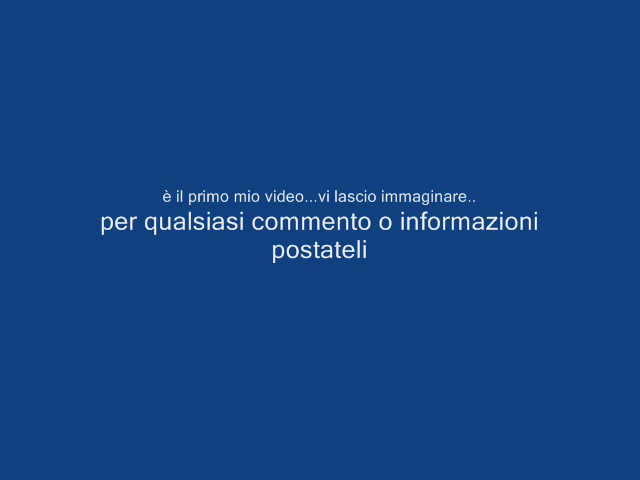 è il primo mio video...vi lascio immaginare..
per qualsiasi commento o informazioni
postateli